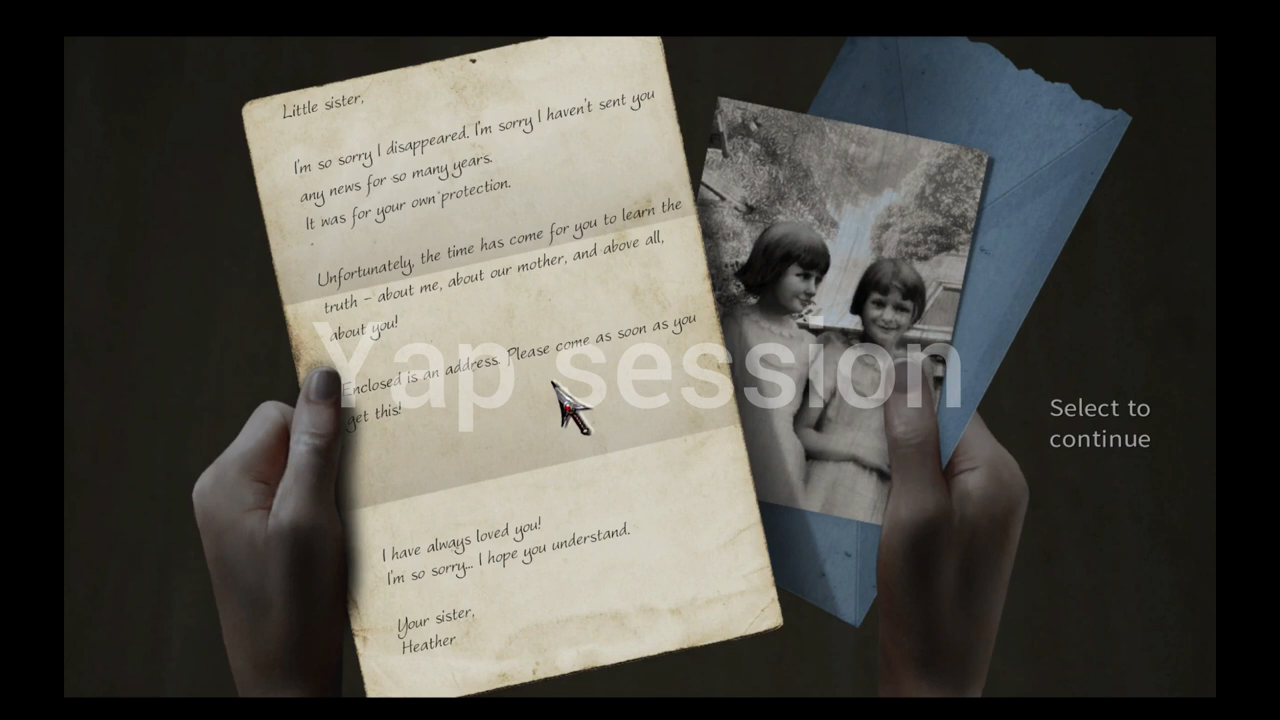 Little sister,
I'm so sorry I disappeared. I'm sorry I haven't sent you
any news for so many years.
It was for your own protection.
Unfortunately, the time has come for you to learn the
truth – about me, about our mother, and above all,
about you!
Enclosed is an address. Please come as soon as you
get this!
I have always loved you!
I'm so sorry... I hope you understand.
Your sister,
Heather
Yap session
Select to
continue